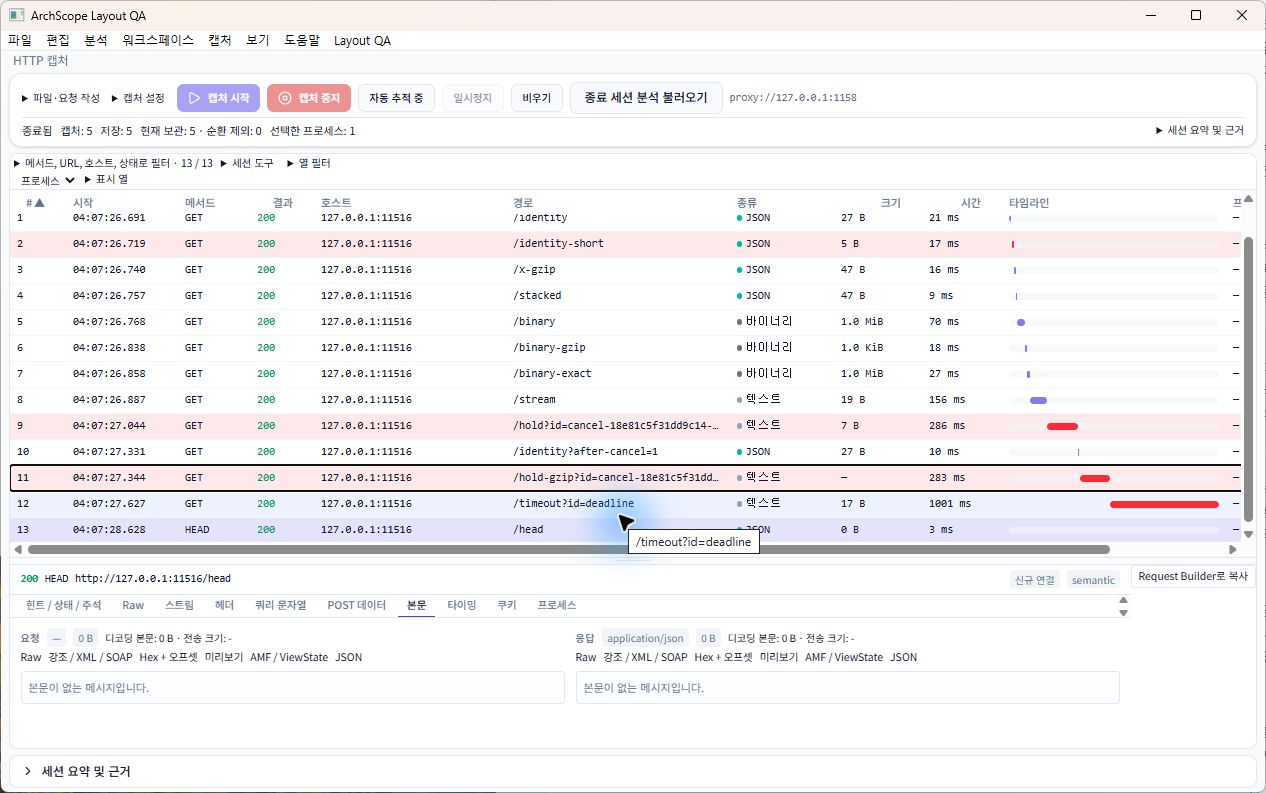 ArchScope Layout QA
파일 편집 분석 워크스페이스 캡처 보기 도움말 Layout QA
HTTP 캡처
▶ 파일·요청 작성 ▶ 캡처 설정 캡처 시작 캡처 중지 자동 추적 중 일시정지 비우기 종료 세션 분석 불러오기 proxy://127.0.0.1:1158
종료됨 캡처: 5 저장: 5 현재 보관: 5 · 순환 제외: 0 선택한 프로세스: 1 ▶ 세션 요약 및 근거
▶ 메서드, URL, 호스트, 상태로 필터 · 13 / 13 ▶ 세션 도구 ▶ 열 필터
프로세스 ▶ 표시 열
# ▲ 시작 메서드 결과 호스트 경로 종류 크기 시간 타임라인 프
1 04:07:26.691 GET 200 127.0.0.1:11516 /identity JSON 27 B 21 ms —
2 04:07:26.719 GET 200 127.0.0.1:11516 /identity-short JSON 5 B 17 ms —
3 04:07:26.740 GET 200 127.0.0.1:11516 /x-gzip JSON 47 B 16 ms —
4 04:07:26.757 GET 200 127.0.0.1:11516 /stacked JSON 47 B 9 ms —
5 04:07:26.768 GET 200 127.0.0.1:11516 /binary 바이너리 1.0 MiB 70 ms —
6 04:07:26.838 GET 200 127.0.0.1:11516 /binary-gzip 바이너리 1.0 KiB 18 ms —
7 04:07:26.858 GET 200 127.0.0.1:11516 /binary-exact 바이너리 1.0 MiB 27 ms —
8 04:07:26.887 GET 200 127.0.0.1:11516 /stream 텍스트 19 B 156 ms —
9 04:07:27.044 GET 200 127.0.0.1:11516 /hold?id=cancel-18e81c5f31dd9c14-… 텍스트 7 B 286 ms —
10 04:07:27.331 GET 200 127.0.0.1:11516 /identity?after-cancel=1 JSON 27 B 10 ms —
11 04:07:27.344 GET 200 127.0.0.1:11516 /hold-gzip?id=cancel-18e81c5f31dd… 텍스트 — 283 ms —
12 04:07:27.627 GET 200 127.0.0.1:11516 /timeout?id=deadline 텍스트 17 B 1001 ms —
13 04:07:28.628 HEAD 200 127.0.0.1:11516 /head JSON 0 B 3 ms —
/timeout?id=deadline
200 HEAD http://127.0.0.1:11516/head 신규 연결 semantic Request Builder로 복사
힌트 / 상태 / 주석 Raw 스트림 헤더 쿼리 문자열 POST 데이터 본문 타이밍 쿠키 프로세스
요청 — 0 B 디코딩 본문: 0 B · 전송 크기: - 응답 application/json 0 B 디코딩 본문: 0 B · 전송 크기: -
Raw 강조 / XML / SOAP Hex + 오프셋 미리보기 AMF / ViewState JSON Raw 강조 / XML / SOAP Hex + 오프셋 미리보기 AMF / ViewState JSON
본문이 없는 메시지입니다. 본문이 없는 메시지입니다.
세션 요약 및 근거